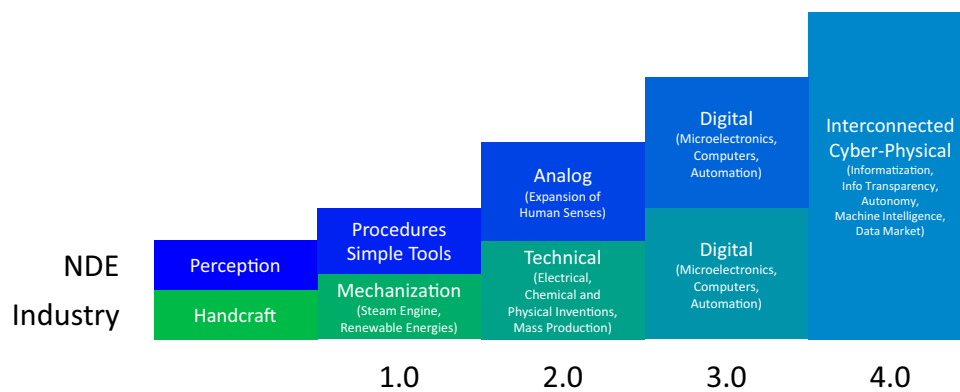 NDE
Industry
Perception
Handcraft
Procedures
Simple Tools
Mechanization
(Steam Engine,
Renewable Energies)
1.0
Analog
(Expansion of
Human Senses)
Technical
(Electrical,
Chemical and
Physical Inventions,
Mass Production)
2.0
Digital
(Microelectronics,
Computers,
Automation)
Digital
(Microelectronics,
Computers,
Automation)
3.0
Interconnected
Cyber-Physical
(Informatization,
Info Transparency,
Autonomy,
Machine Intelligence,
Data Market)
4.0